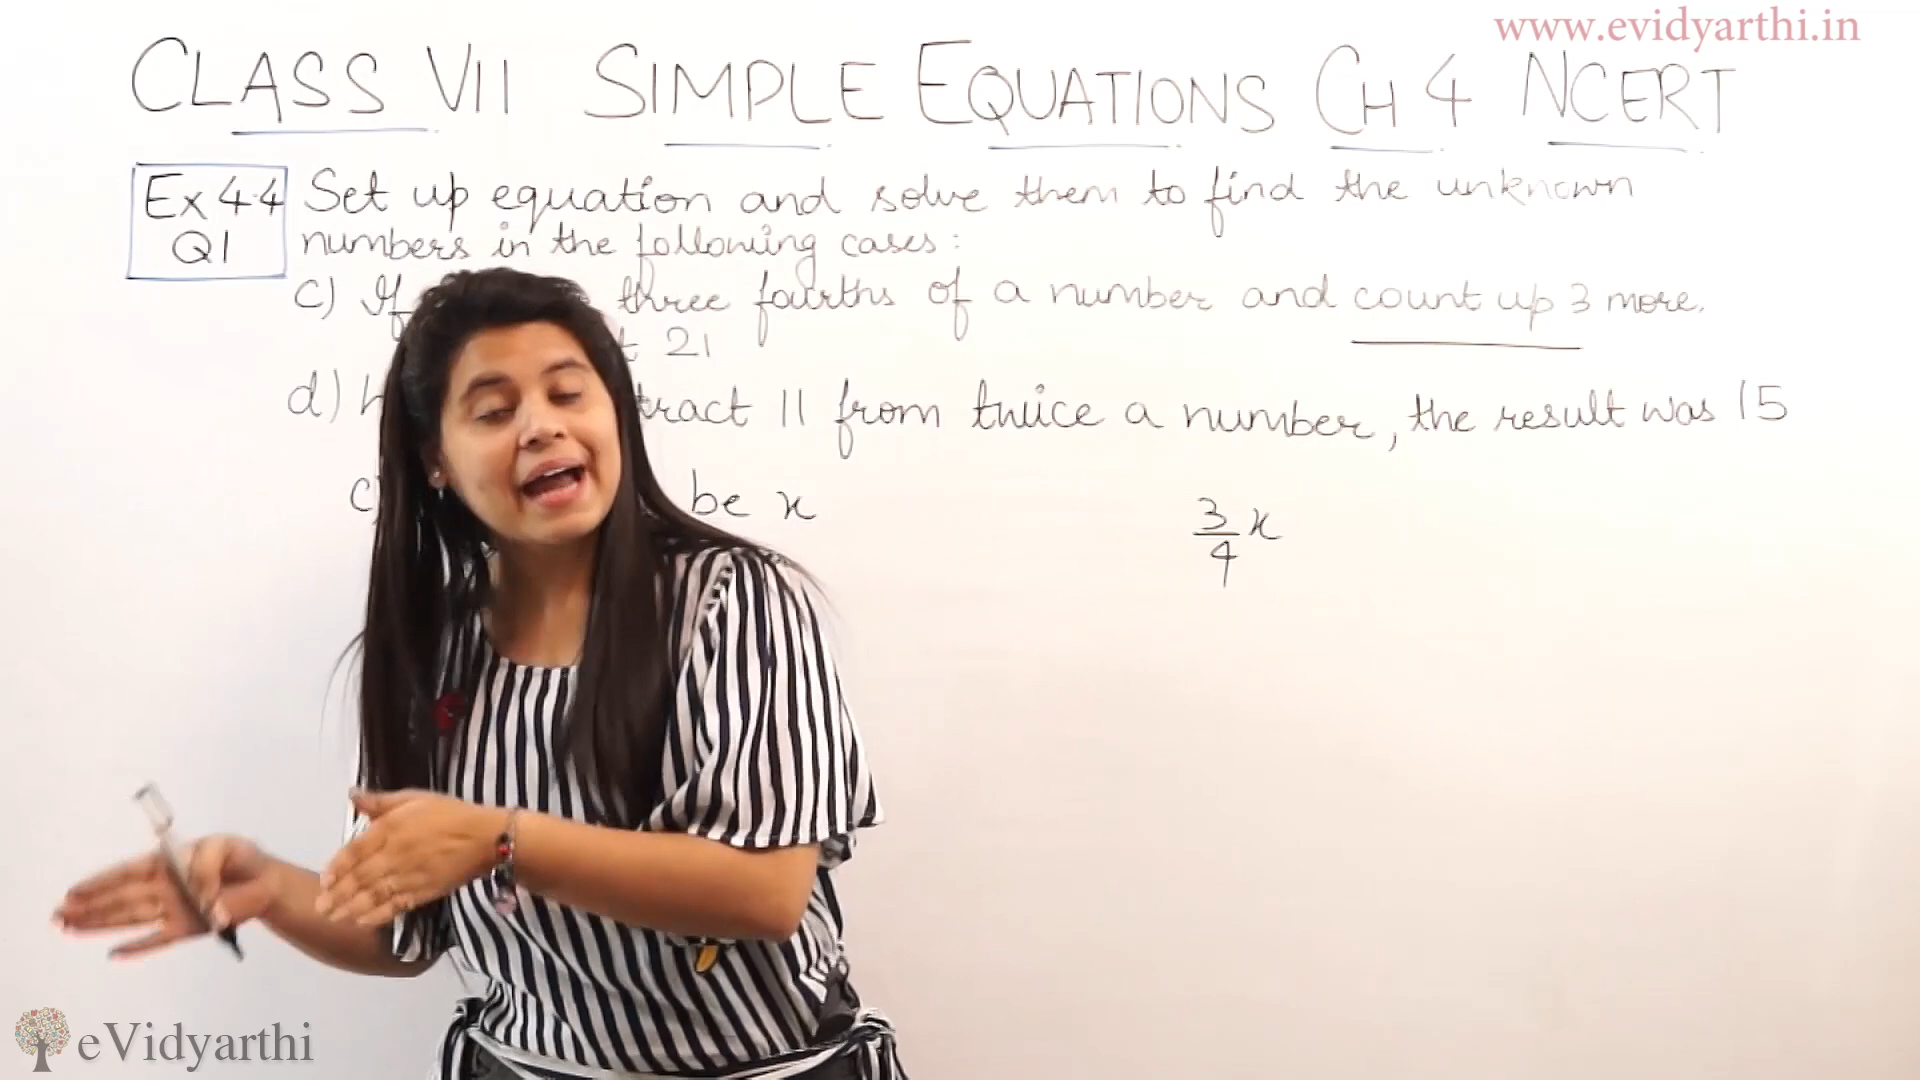 www.evidyarthi.in
CLASS VII SIMPLE EQUATIONS CH 4 NCERT
Ex 4.4 Set up equation and solve them to find the unknown
Q1 numbers in the following cases:
c) If three fourths of a number and count up 3 more,
21
d) tract 11 from twice a number, the result was 15
c) be x
3/4 x
eVidyarthi